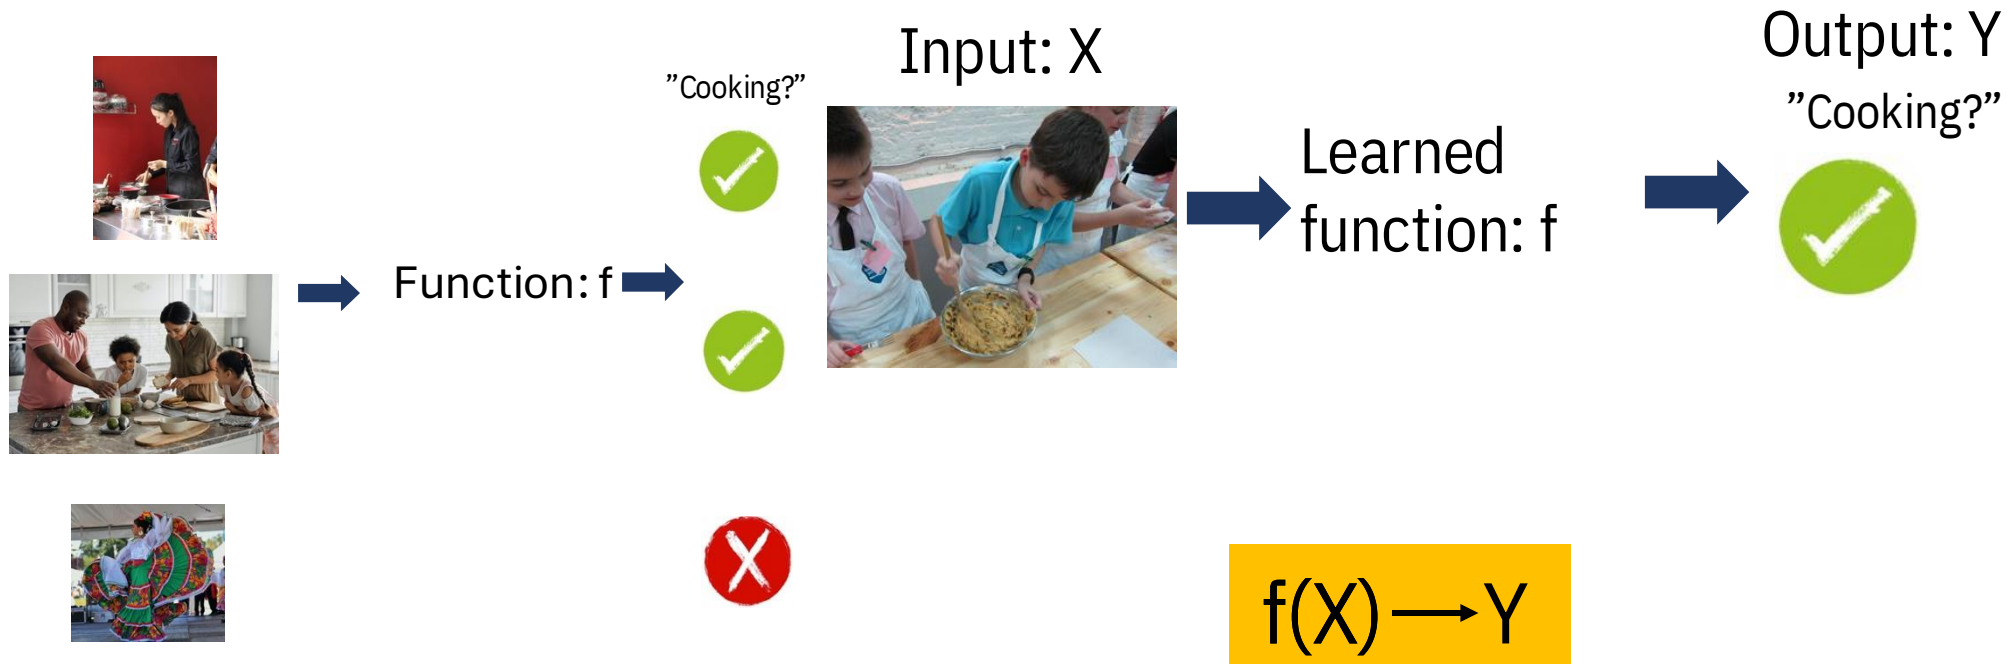 ”Cooking?”
Function: f
Input: X
Learned
function: f
Output: Y
”Cooking?”
f(X) → Y